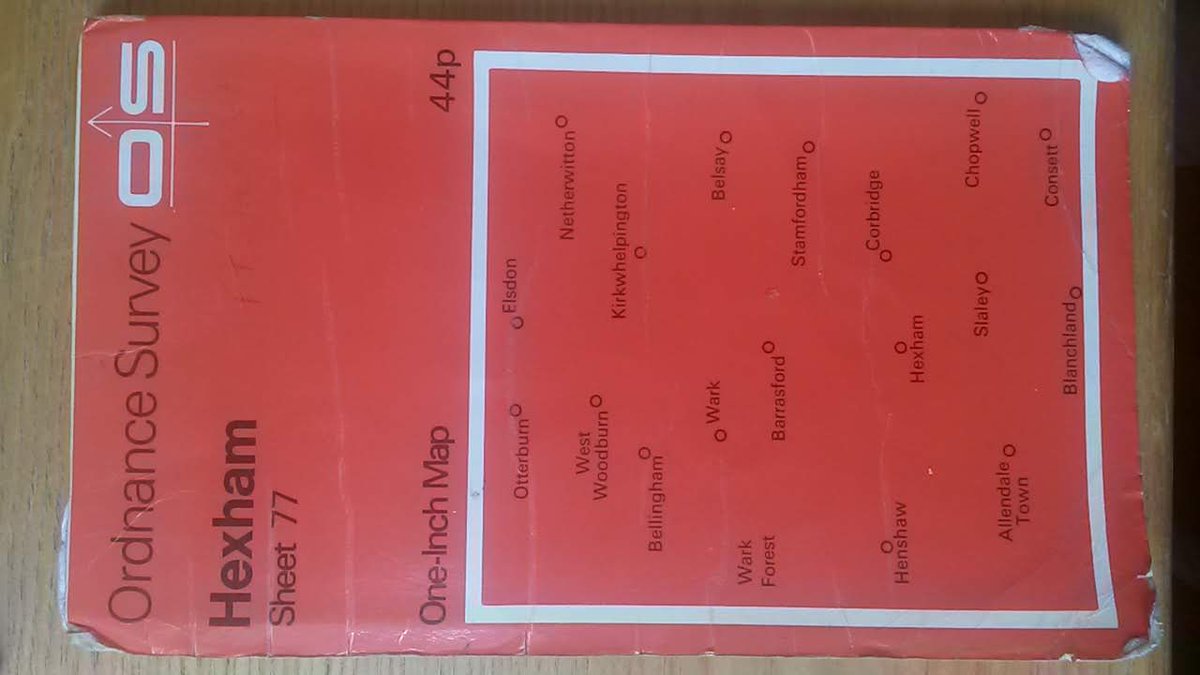 Ordnance Survey OS
Hexham
Sheet 77
One-Inch Map 44p
Otterburn
Elsdon
Netherwitton
West
Woodburn
Kirkwhelpington
Bellingham
Wark
Belsay
Wark
Forest
Barrasford
Stamfordham
Henshaw
Hexham
Corbridge
Allendale
Town
Slaley
Chopwell
Blanchland
Consett